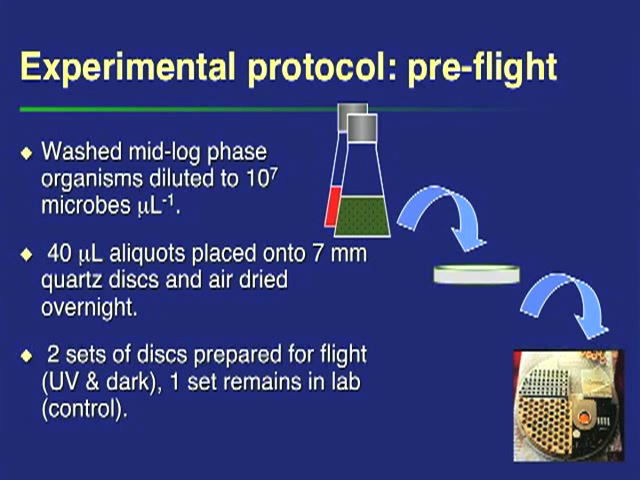 Experimental protocol: pre-flight
◆ Washed mid-log phase
organisms diluted to 10⁷
microbes μL⁻¹.
◆ 40 μL aliquots placed onto 7 mm
quartz discs and air dried
overnight.
◆ 2 sets of discs prepared for flight
(UV & dark), 1 set remains in lab
(control).